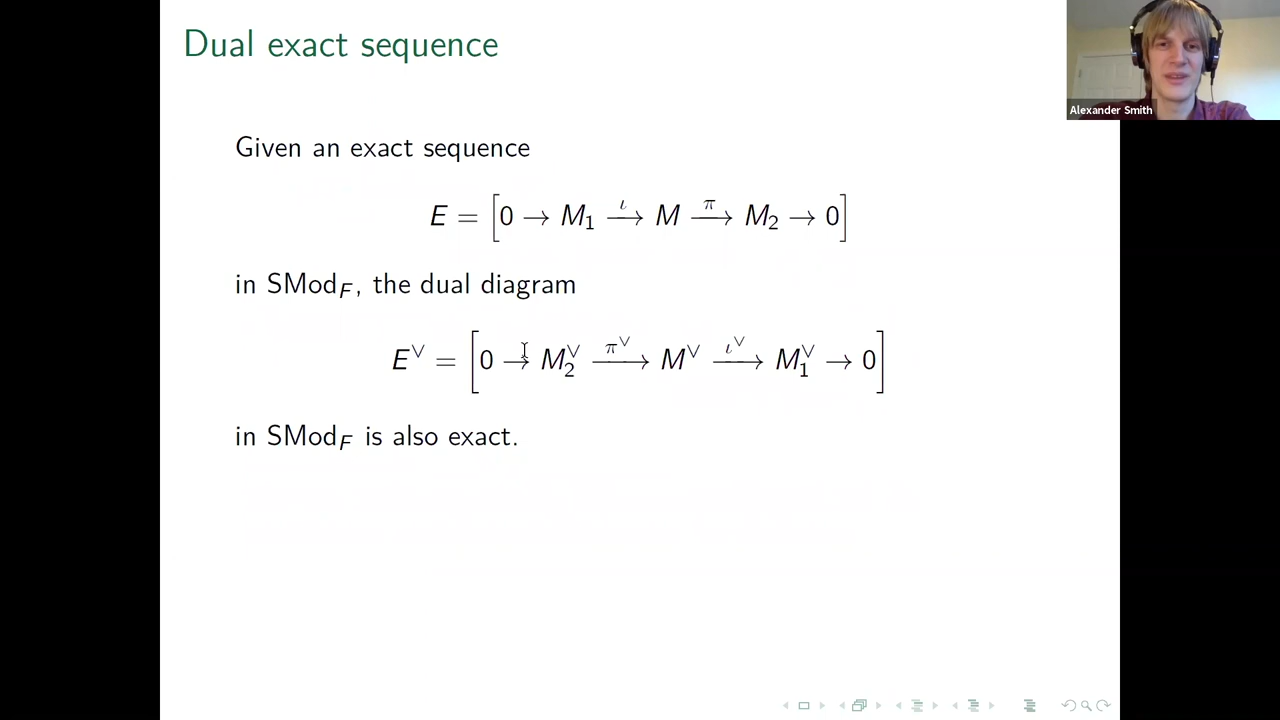 Dual exact sequence
Alexander Smith
Given an exact sequence
E = [0 → M₁ —ι→ M —π→ M₂ → 0]
in SMod_F, the dual diagram
E^∨ = [0 → M₂^∨ —π^∨→ M^∨ —ι^∨→ M₁^∨ → 0]
in SMod_F is also exact.